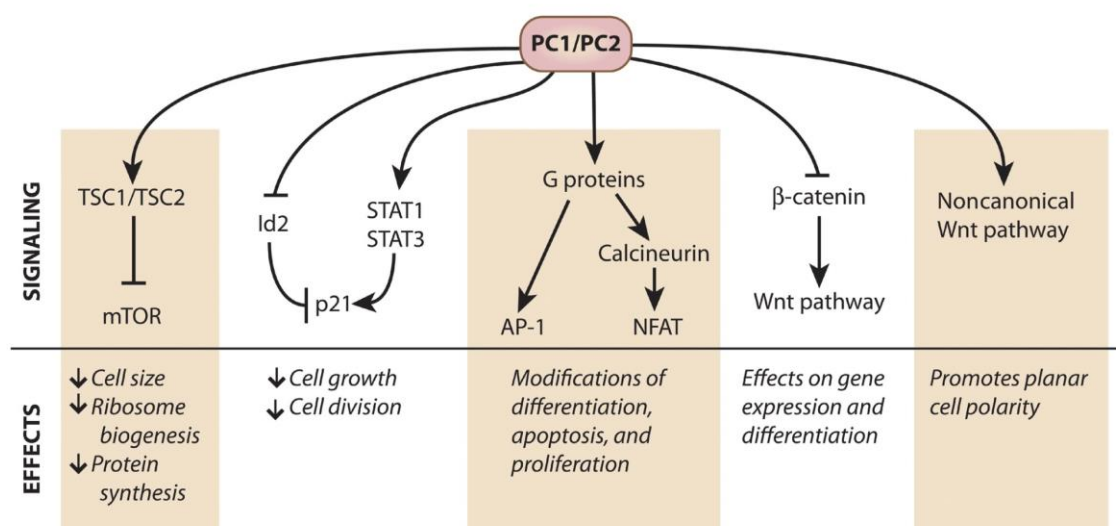 PC1/PC2
SIGNALING
TSC1/TSC2
mTOR
Id2
STAT1
STAT3
p21
G proteins
Calcineurin
AP-1
NFAT
β-catenin
Wnt pathway
Noncanonical
Wnt pathway
EFFECTS
↓ Cell size
↓ Ribosome
biogenesis
↓ Protein
synthesis
↓ Cell growth
↓ Cell division
Modifications of
differentiation,
apoptosis, and
proliferation
Effects on gene
expression and
differentiation
Promotes planar
cell polarity